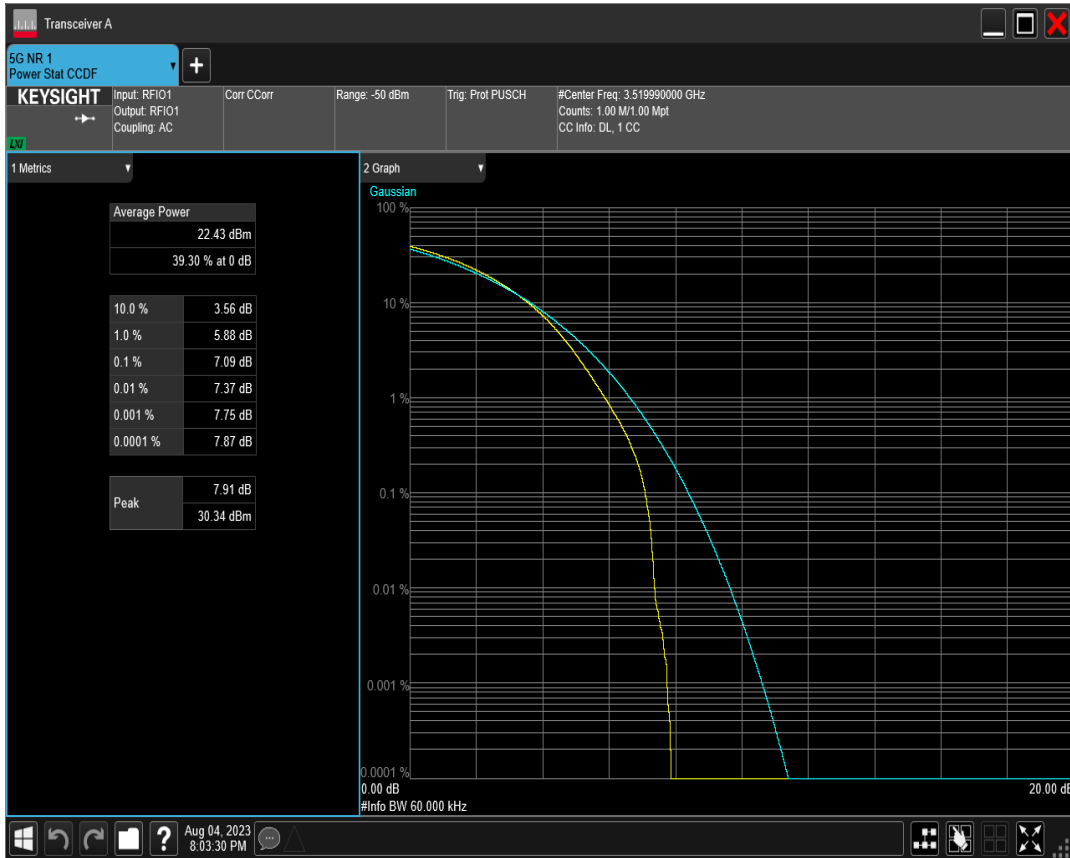 Transceiver A
5G NR 1
Power Stat CCDF
+
KEYSIGHT
LXI
Input: RFIO1
Output: RFIO1
Coupling: AC
Corr CCorr
Range: -50 dBm
Trig: Prot PUSCH
#Center Freq: 3.519990000 GHz
Counts: 1.00 M/1.00 Mpt
CC Info: DL, 1 CC
1 Metrics
Average Power
22.43 dBm
39.30 % at 0 dB
10.0 % 3.56 dB
1.0 % 5.88 dB
0.1 % 7.09 dB
0.01 % 7.37 dB
0.001 % 7.75 dB
0.0001 % 7.87 dB
Peak 7.91 dB
30.34 dBm
2 Graph
Gaussian
100 %
10 %
1 %
0.1 %
0.01 %
0.001 %
0.0001 %
0.00 dB 20.00 dB
#Info BW 60.000 kHz
?
Aug 04, 2023
8:03:30 PM